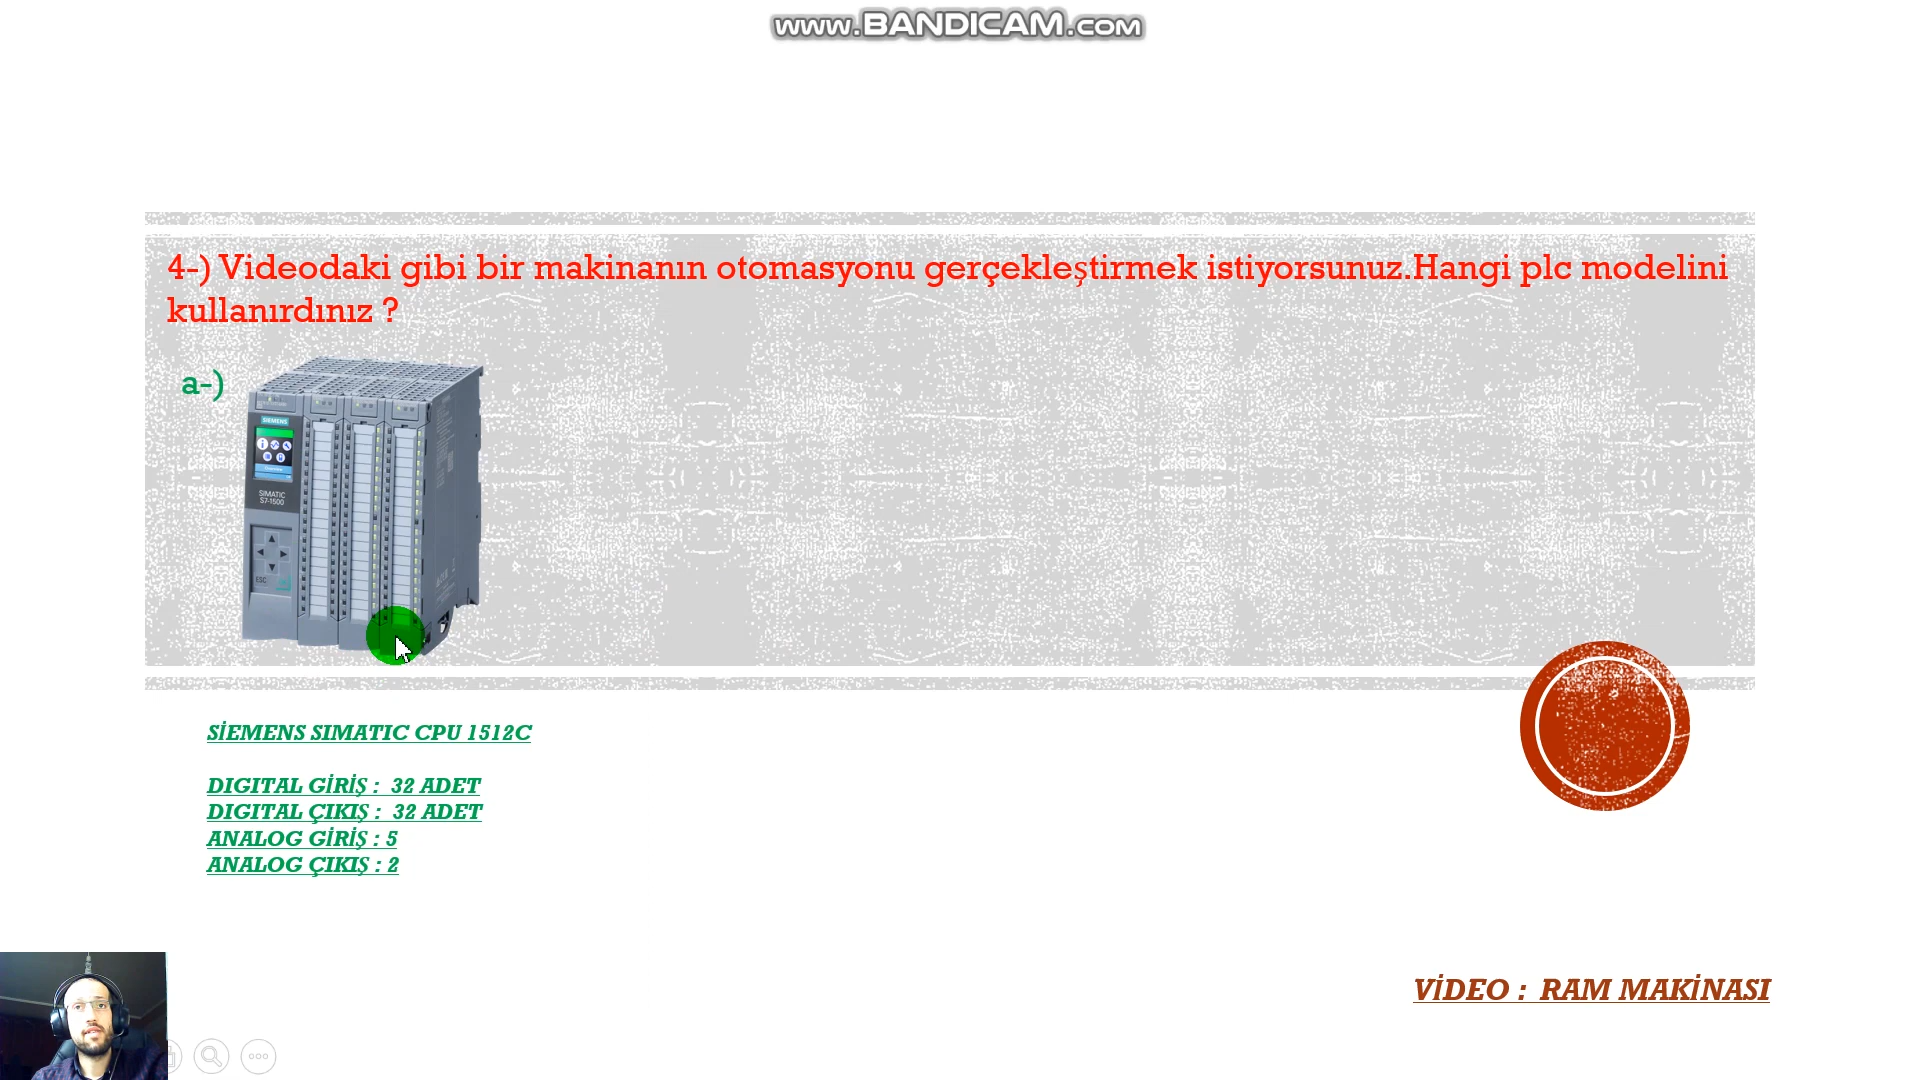 www.BANDICAM.com
4-) Videodaki gibi bir makinanın otomasyonu gerçekleştirmek istiyorsunuz.Hangi plc modelini
kullanırdınız ?
a-)
SIEMENS
SIMATIC
S7-1500
ESC
SİEMENS SIMATIC CPU 1512C
DIGITAL GİRİŞ : 32 ADET
DIGITAL ÇIKIŞ : 32 ADET
ANALOG GİRİŞ : 5
ANALOG ÇIKIŞ : 2
VİDEO : RAM MAKİNASI